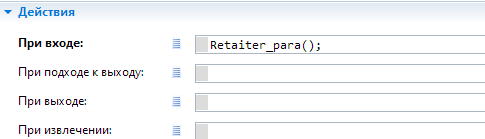 Действия
При входе: Retaiter_para();
При подходе к выходу:
При выходе:
При извлечении: